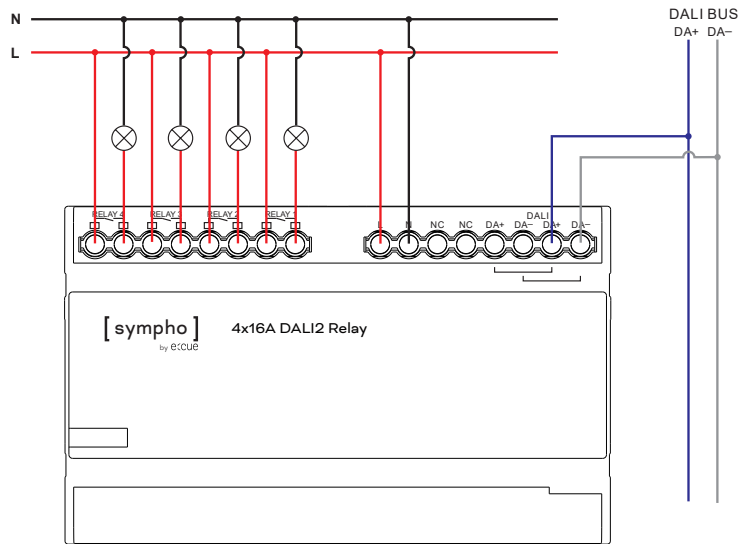 N
DALI BUS
DA+ DA–
L
RELAY 4 RELAY 3 RELAY 2 RELAY 1
DALI
L N NC NC DA+ DA– DA+ DA–
[sympho]
by e:cue
4x16A DALI2 Relay